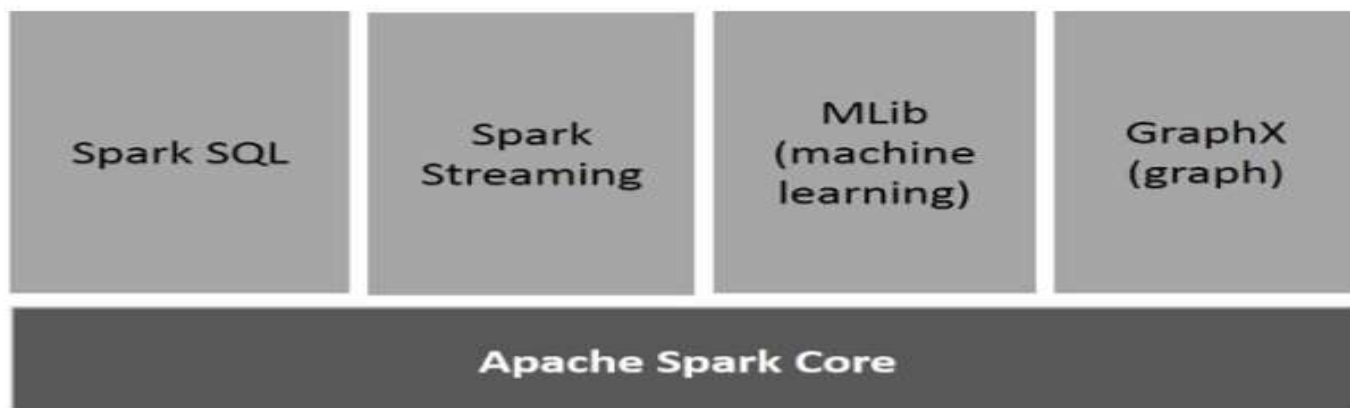 Spark SQL
Spark
Streaming
MLib
(machine
learning)
GraphX
(graph)
Apache Spark Core